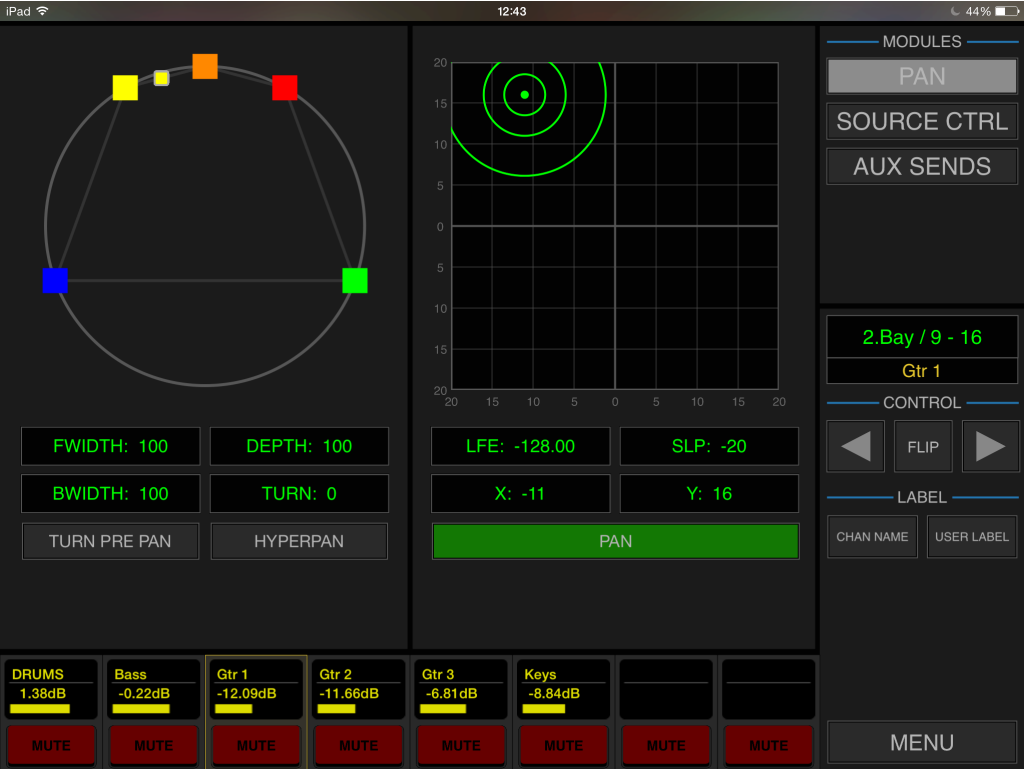 iPad 12:43 44%
MODULES
PAN
SOURCE CTRL
AUX SENDS
20
15
10
5
0
5
10
15
20
20 15 10 5 0 5 10 15 20
FWIDTH: 100 DEPTH: 100
BWIDTH: 100 TURN: 0
TURN PRE PAN HYPERPAN
LFE: -128.00 SLP: -20
X: -11 Y: 16
PAN
2.Bay / 9 - 16
Gtr 1
CONTROL
FLIP
LABEL
CHAN NAME USER LABEL
DRUMS Bass Gtr 1 Gtr 2 Gtr 3 Keys
1.38dB -0.22dB -12.09dB -11.66dB -6.81dB -8.84dB
MUTE MUTE MUTE MUTE MUTE MUTE MUTE MUTE
MENU